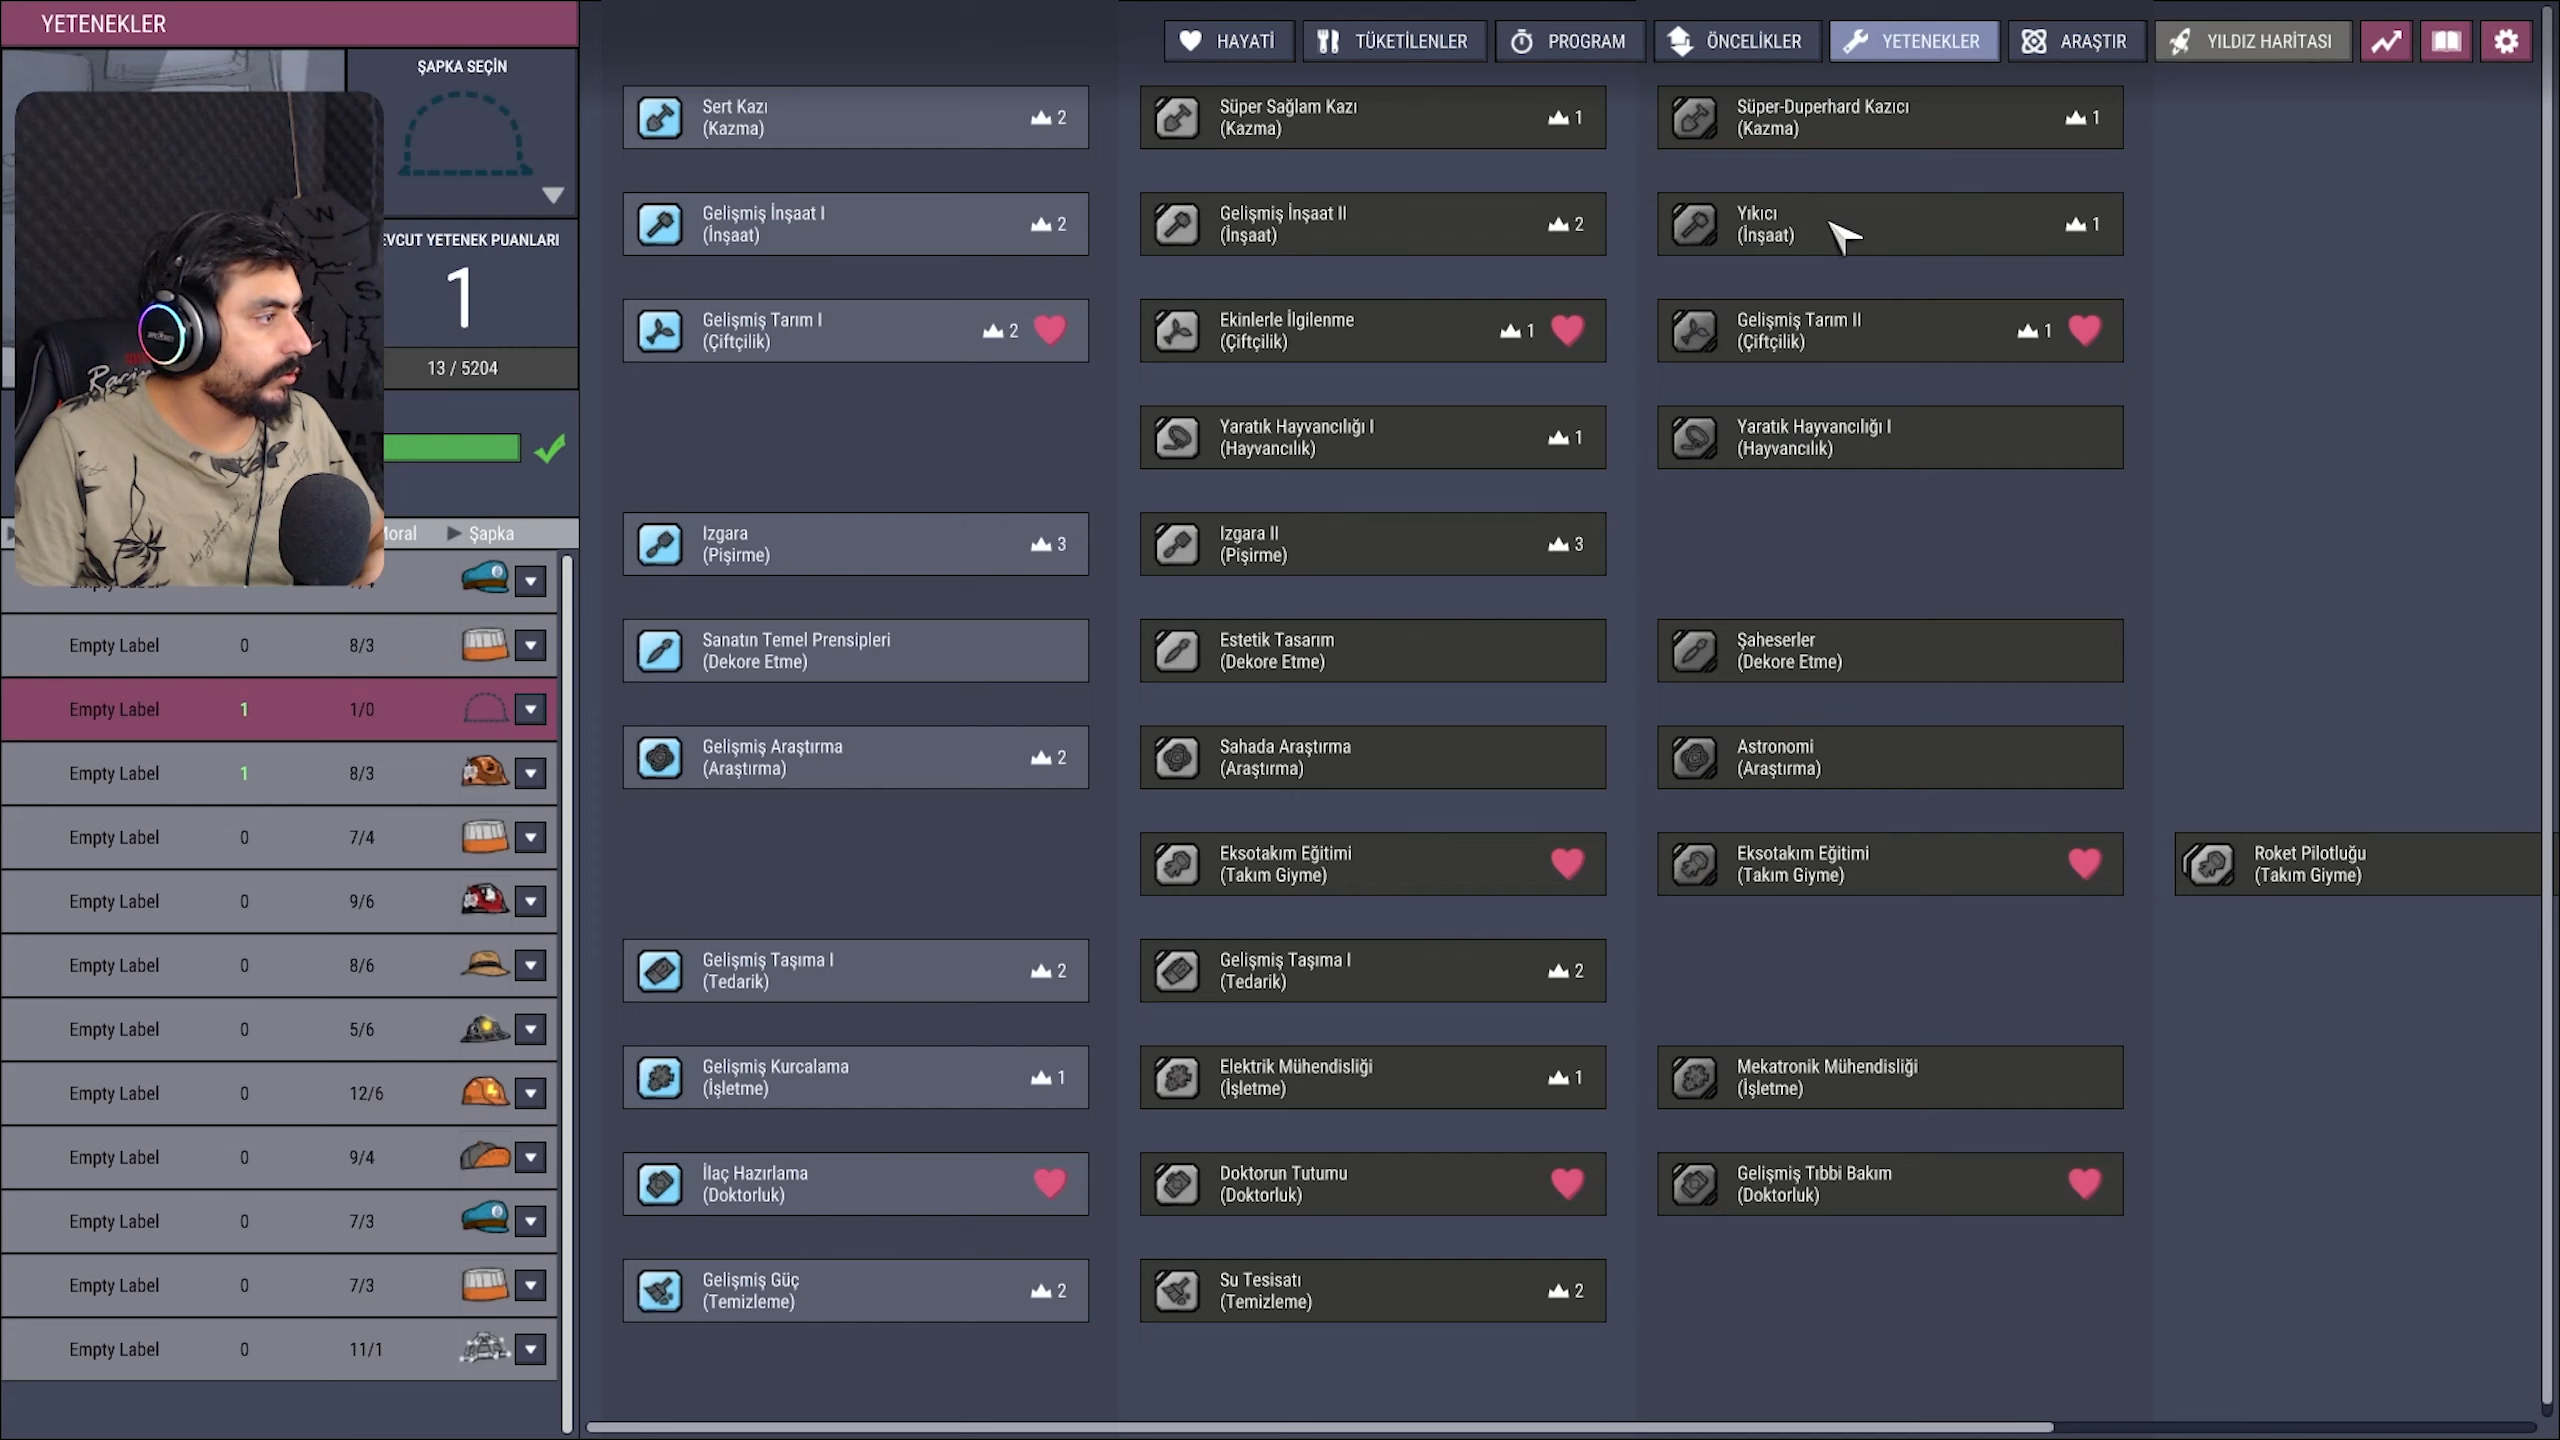 YETENEKLER
HAYATİ
TÜKETİLENLER
PROGRAM
ÖNCELİKLER
YETENEKLER
ARAŞTIR
YILDIZ HARİTASI
ŞAPKA SEÇİN
EVCUT YETENEK PUANLARI
1
13 / 5204
oral
Şapka
Empty Label 0 8/3
Empty Label 1 1/0
Empty Label 1 8/3
Empty Label 0 7/4
Empty Label 0 9/6
Empty Label 0 8/6
Empty Label 0 5/6
Empty Label 0 12/6
Empty Label 0 9/4
Empty Label 0 7/3
Empty Label 0 7/3
Empty Label 0 11/1
Sert Kazı
(Kazma)
2
Süper Sağlam Kazı
(Kazma)
1
Süper-Duperhard Kazıcı
(Kazma)
1
Gelişmiş İnşaat I
(İnşaat)
2
Gelişmiş İnşaat II
(İnşaat)
2
Yıkıcı
(İnşaat)
1
Gelişmiş Tarım I
(Çiftçilik)
2
Ekinlerle İlgilenme
(Çiftçilik)
1
Gelişmiş Tarım II
(Çiftçilik)
1
Yaratık Hayvancılığı I
(Hayvancılık)
1
Yaratık Hayvancılığı I
(Hayvancılık)
Izgara
(Pişirme)
3
Izgara II
(Pişirme)
3
Sanatın Temel Prensipleri
(Dekore Etme)
Estetik Tasarım
(Dekore Etme)
Şaheserler
(Dekore Etme)
Gelişmiş Araştırma
(Araştırma)
2
Sahada Araştırma
(Araştırma)
Astronomi
(Araştırma)
Eksotakım Eğitimi
(Takım Giyme)
Eksotakım Eğitimi
(Takım Giyme)
Roket Pilotluğu
(Takım Giyme)
Gelişmiş Taşıma I
(Tedarik)
2
Gelişmiş Taşıma I
(Tedarik)
2
Gelişmiş Kurcalama
(İşletme)
1
Elektrik Mühendisliği
(İşletme)
1
Mekatronik Mühendisliği
(İşletme)
İlaç Hazırlama
(Doktorluk)
Doktorun Tutumu
(Doktorluk)
Gelişmiş Tıbbi Bakım
(Doktorluk)
Gelişmiş Güç
(Temizleme)
2
Su Tesisatı
(Temizleme)
2